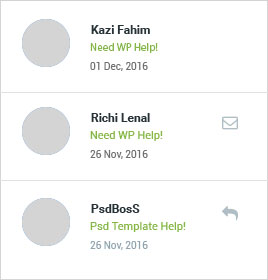 Kazi Fahim
Need WP Help!
01 Dec, 2016
Richi Lenal
Need WP Help!
26 Nov, 2016
PsdBosS
Psd Template Help!
26 Nov, 2016